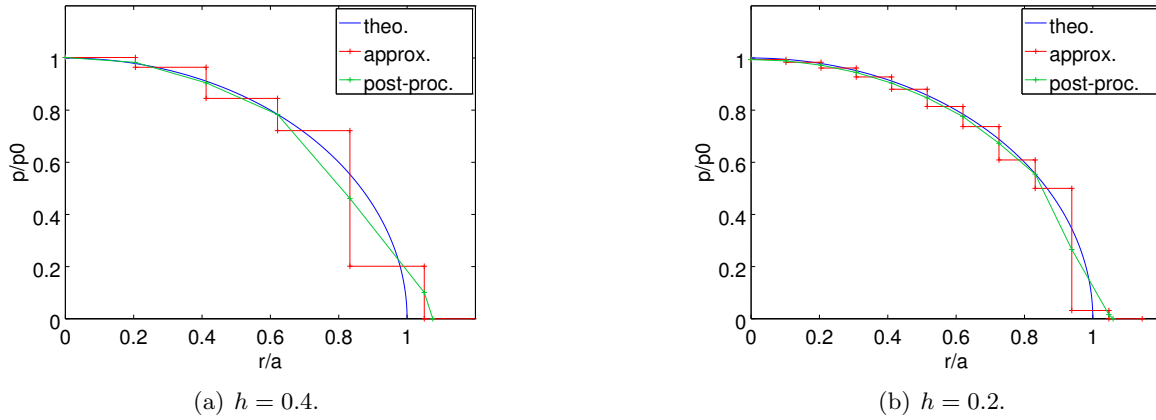 theo.
approx.
post-proc.
1
0.8
0.6
0.4
0.2
0
p/p0
0 0.2 0.4 0.6 0.8 1
r/a
(a) h = 0.4.
theo.
approx.
post-proc.
1
0.8
0.6
0.4
0.2
0
p/p0
0 0.2 0.4 0.6 0.8 1
r/a
(b) h = 0.2.